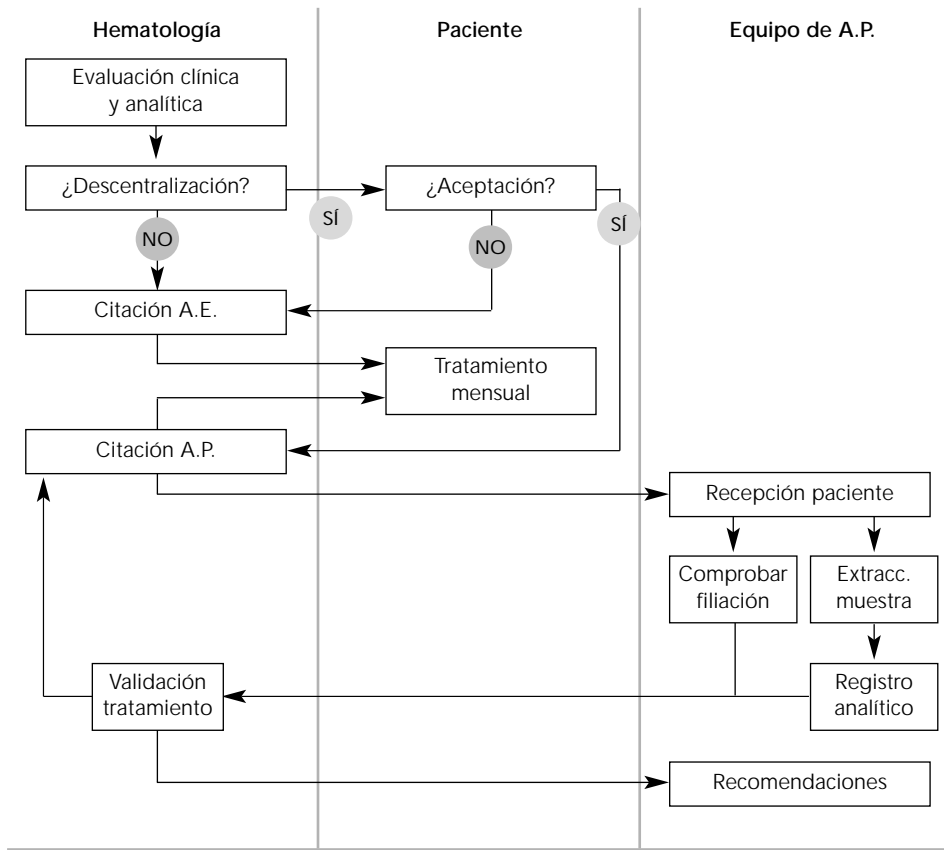 Hematología
Paciente
Equipo de A.P.
Evaluación clínica
y analítica
¿Descentralización?
¿Aceptación?
SÍ
SÍ
NO
NO
Citación A.E.
Tratamiento
mensual
Citación A.P.
Recepción paciente
Comprobar
filiación
Extracc.
muestra
Validación
tratamiento
Registro
analítico
Recomendaciones